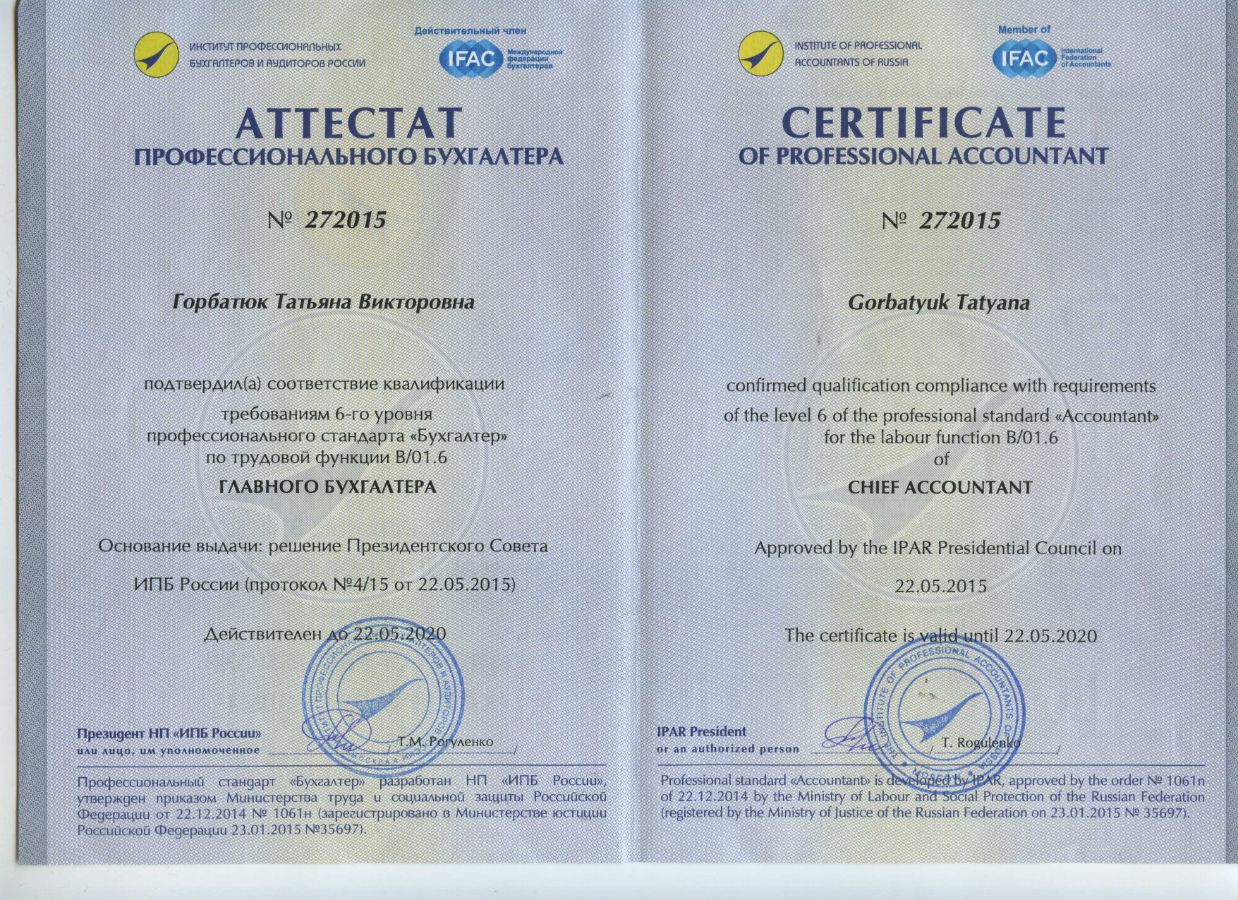 ИНСТИТУТ ПРОФЕССИОНАЛЬНЫХ
БУХГАЛТЕРОВ И АУДИТОРОВ РОССИИ
Действительный член
IFAC
Международной
федерации
бухгалтеров
АТТЕСТАТ
ПРОФЕССИОНАЛЬНОГО БУХГАЛТЕРА
№ 272015
Горбатюк Татьяна Викторовна
подтвердил(а) соответствие квалификации
требованиям 6-го уровня
профессионального стандарта «Бухгалтер»
по трудовой функции В/01.6
ГЛАВНОГО БУХГАЛТЕРА
Основание выдачи: решение Президентского Совета
ИПБ России (протокол №4/15 от 22.05.2015)
Действителен до 22.05.2020
Президент НП «ИПБ России»
или лицо, им уполномоченное
/ Т.М. Рогуленко /
Профессиональный стандарт «Бухгалтер» разработан НП «ИПБ России»,
утвержден приказом Министерства труда и социальной защиты Российской
Федерации от 22.12.2014 № 1061н (зарегистрировано в Министерстве юстиции
Российской Федерации 23.01.2015 №35697).
INSTITUTE OF PROFESSIONAL
ACCOUNTANTS OF RUSSIA
Member of
IFAC
International
Federation
of Accountants
CERTIFICATE
OF PROFESSIONAL ACCOUNTANT
№ 272015
Gorbatyuk Tatyana
confirmed qualification compliance with requirements
of the level 6 of the professional standard «Accountant»
for the labour function B/01.6
of
CHIEF ACCOUNTANT
Approved by the IPAR Presidential Council on
22.05.2015
The certificate is valid until 22.05.2020
THE INSTITUTE OF PROFESSIONAL ACCOUNTANTS OF RUSSIA
MOSCOW
IPAR President
or an authorized person
/ T. Rogulenko /
Professional standard «Accountant» is developed by IPAR, approved by the order № 1061n
of 22.12.2014 by the Ministry of Labour and Social Protection of the Russian Federation
(registered by the Ministry of Justice of the Russian Federation on 23.01.2015 № 35697).